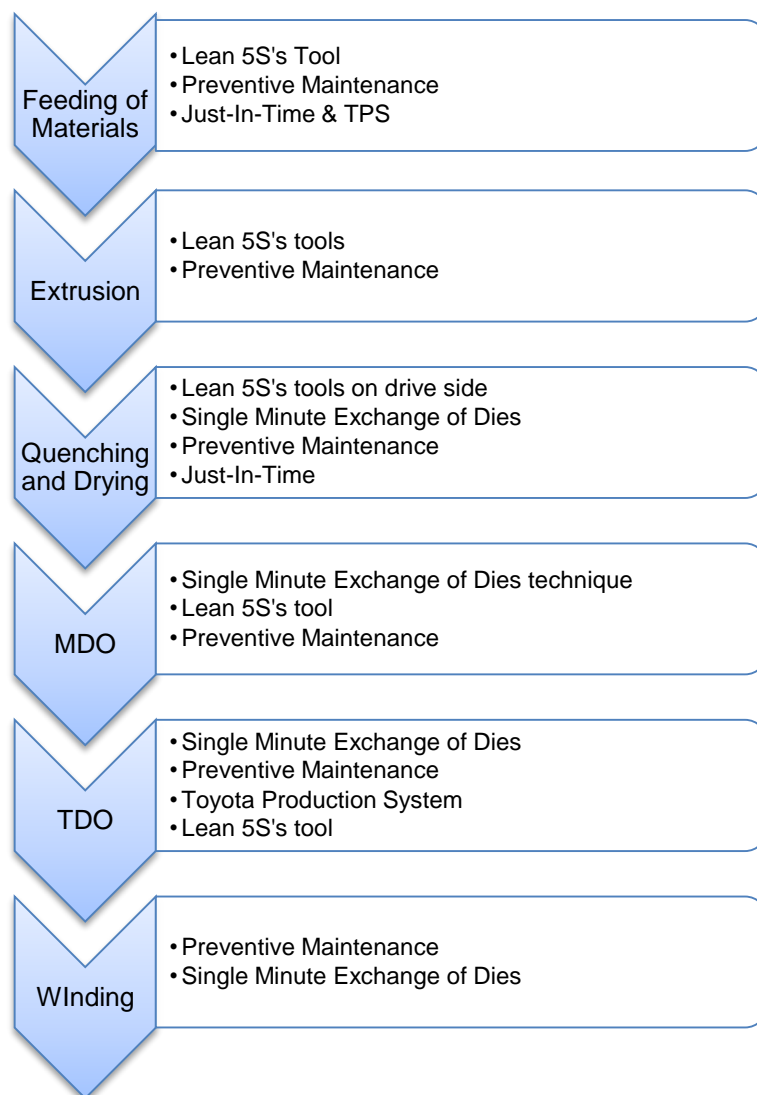 Feeding of
Materials
•Lean 5S's Tool
•Preventive Maintenance
•Just-In-Time & TPS
Extrusion
•Lean 5S's tools
•Preventive Maintenance
Quenching
and Drying
•Lean 5S's tools on drive side
•Single Minute Exchange of Dies
•Preventive Maintenance
•Just-In-Time
MDO
•Single Minute Exchange of Dies technique
•Lean 5S's tool
•Preventive Maintenance
TDO
•Single Minute Exchange of Dies
•Preventive Maintenance
•Toyota Production System
•Lean 5S's tool
WInding
•Preventive Maintenance
•Single Minute Exchange of Dies